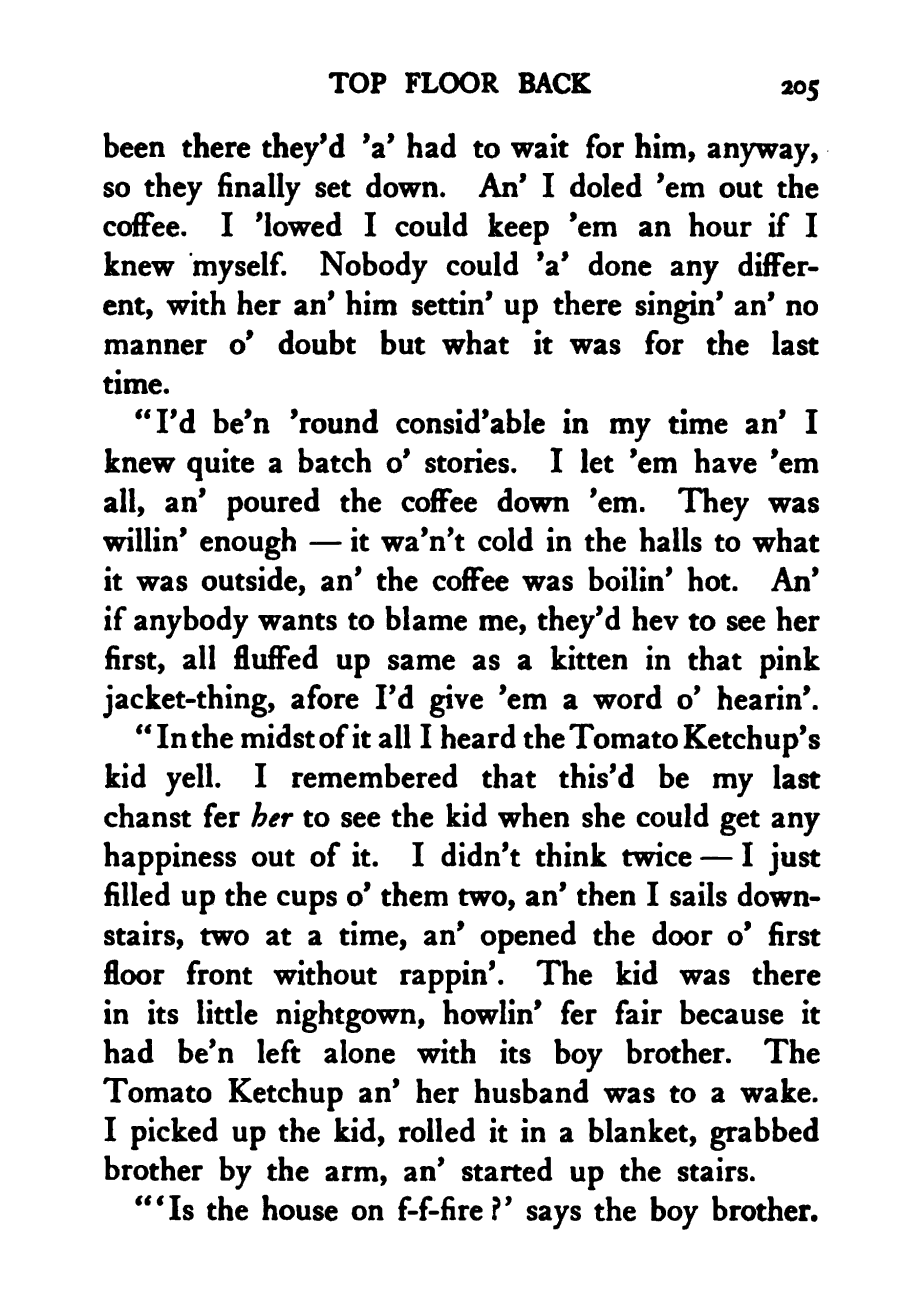 TOP FLOOR BACK 205
been there they'd 'a' had to wait for him, anyway,
so they finally set down. An' I doled 'em out the
coffee. I 'lowed I could keep 'em an hour if I
knew myself. Nobody could 'a' done any differ-
ent, with her an' him settin' up there singin' an' no
manner o' doubt but what it was for the last
time.
"I'd be'n 'round consid'able in my time an' I
knew quite a batch o' stories. I let 'em have 'em
all, an' poured the coffee down 'em. They was
willin' enough — it wa'n't cold in the halls to what
it was outside, an' the coffee was boilin' hot. An'
if anybody wants to blame me, they'd hev to see her
first, all fluffed up same as a kitten in that pink
jacket-thing, afore I'd give 'em a word o' hearin'.
"In the midst of it all I heard the Tomato Ketchup's
kid yell. I remembered that this'd be my last
chanst fer her to see the kid when she could get any
happiness out of it. I didn't think twice — I just
filled up the cups o' them two, an' then I sails down-
stairs, two at a time, an' opened the door o' first
floor front without rappin'. The kid was there
in its little nightgown, howlin' fer fair because it
had be'n left alone with its boy brother. The
Tomato Ketchup an' her husband was to a wake.
I picked up the kid, rolled it in a blanket, grabbed
brother by the arm, an' started up the stairs.
"'Is the house on f-f-fire?' says the boy brother.